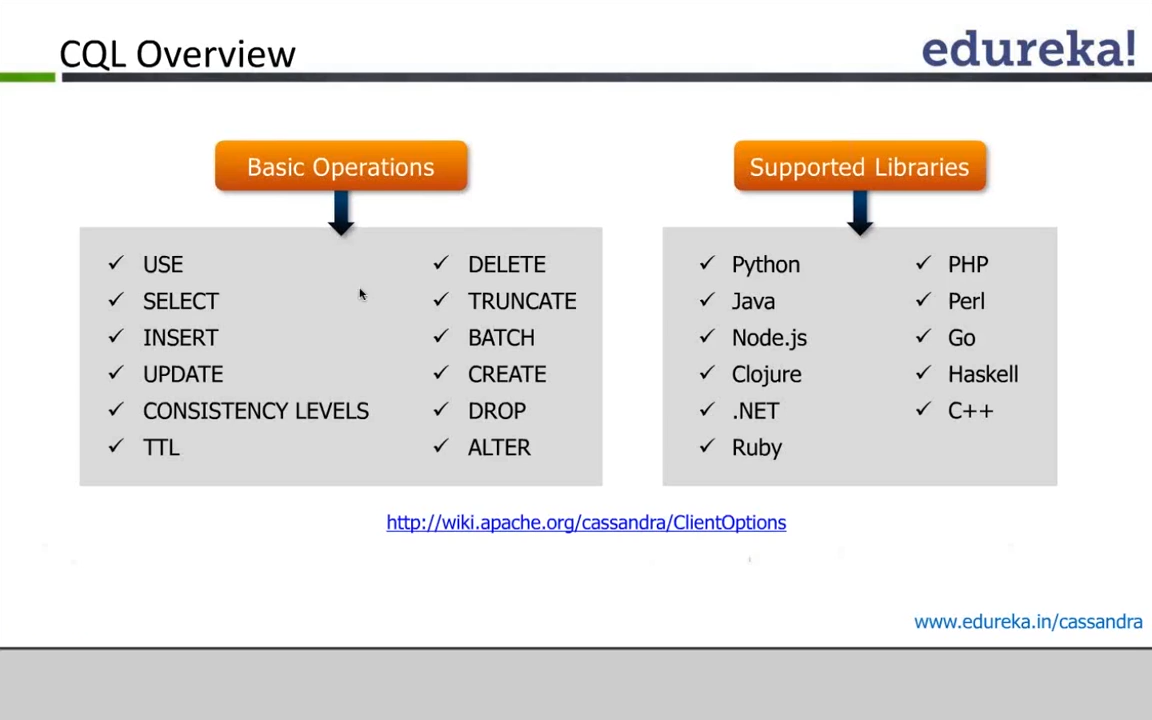 CQL Overview
edureka!
Basic Operations
USE
SELECT
INSERT
UPDATE
CONSISTENCY LEVELS
TTL
DELETE
TRUNCATE
BATCH
CREATE
DROP
ALTER
Supported Libraries
Python
Java
Node.js
Clojure
.NET
Ruby
PHP
Perl
Go
Haskell
C++
http://wiki.apache.org/cassandra/ClientOptions
www.edureka.in/cassandra